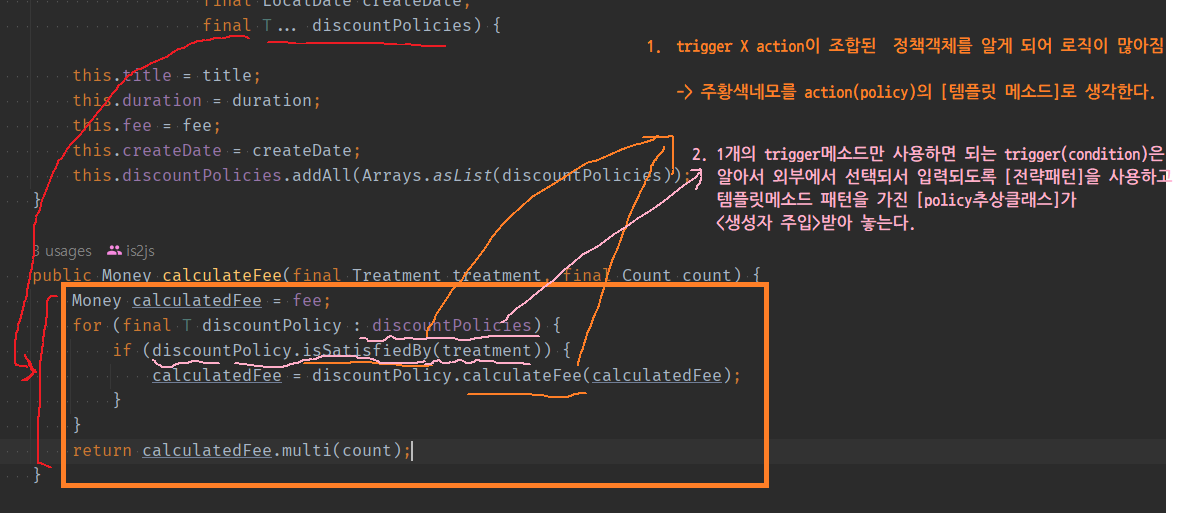 final LocalDate createDate,
final T... discountPolicies) {
1. trigger X action이 조합된 정책객체를 알게 되어 로직이 많아짐
this.title = title;
-> 주황색네모를 action(policy)의 [템플릿 메소드]로 생각한다.
this.duration = duration;
this.fee = fee;
this.createDate = createDate;
2. 1개의 trigger메소드만 사용하면 되는 trigger(condition)은
this.discountPolicies.addAll(Arrays.asList(discountPolicies));
알아서 외부에서 선택되서 입력되도록 [전략패턴]을 사용하고
}
템플릿메소드 패턴을 가진 [policy추상클래스]가
<생성자 주입>받아 놓는다.
3 usages is2js
public Money calculateFee(final Treatment treatment, final Count count) {
Money calculatedFee = fee;
for (final T discountPolicy : discountPolicies) {
if (discountPolicy.isSatisfiedBy(treatment)) {
calculatedFee = discountPolicy.calculateFee(calculatedFee);
}
}
return calculatedFee.multi(count);
}